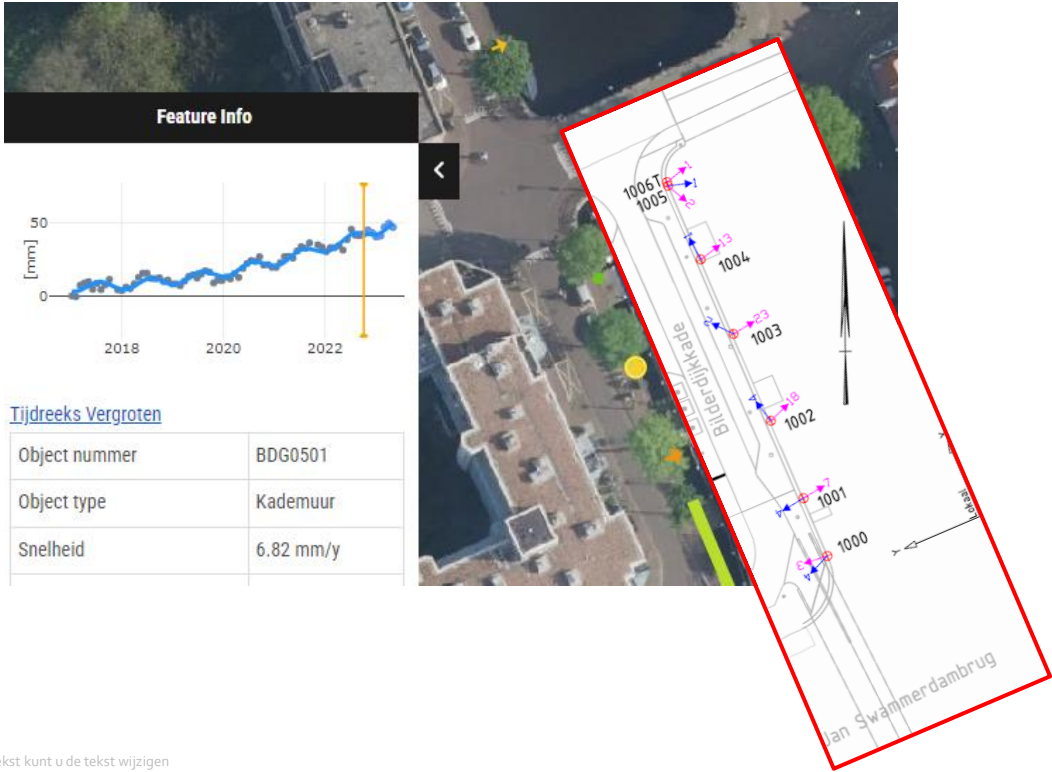 Feature Info
50
[mm]
0
2018
2020
2022
Tijdreeks Vergroten
Object nummer BDG0501
Object type Kademuur
Snelheid 6.82 mm/y
1006T
1005
1
1
2
1
13
1004
2
23
1003
Bilderdijkkade
4
18
1002
4
7
1001
3
4
1000
Y
Lokaal
Jan Swammerdambrug
ekst kunt u de tekst wijzigen